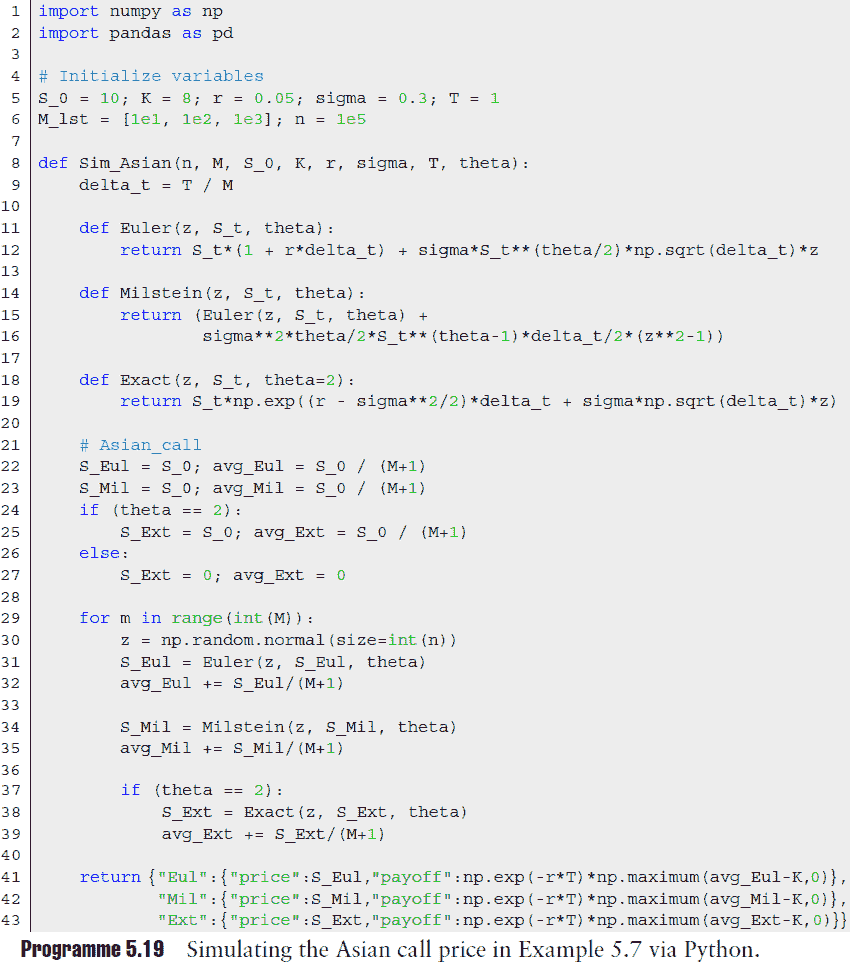 1 import numpy as np
2 import pandas as pd
3
4 # Initialize variables
5 S_0 = 10; K = 8; r = 0.05; sigma = 0.3; T = 1
6 M_lst = [1e1, 1e2, 1e3]; n = 1e5
7
8 def Sim_Asian(n, M, S_0, K, r, sigma, T, theta):
9     delta_t = T / M
10
11     def Euler(z, S_t, theta):
12         return S_t*(1 + r*delta_t) + sigma*S_t**(theta/2)*np.sqrt(delta_t)*z
13
14     def Milstein(z, S_t, theta):
15         return (Euler(z, S_t, theta) +
16                 sigma**2*theta/2*S_t**(theta-1)*delta_t/2*(z**2-1))
17
18     def Exact(z, S_t, theta=2):
19         return S_t*np.exp((r - sigma**2/2)*delta_t + sigma*np.sqrt(delta_t)*z)
20
21     # Asian_call
22     S_Eul = S_0; avg_Eul = S_0 / (M+1)
23     S_Mil = S_0; avg_Mil = S_0 / (M+1)
24     if (theta == 2):
25         S_Ext = S_0; avg_Ext = S_0 / (M+1)
26     else:
27         S_Ext = 0; avg_Ext = 0
28
29     for m in range(int(M)):
30         z = np.random.normal(size=int(n))
31         S_Eul = Euler(z, S_Eul, theta)
32         avg_Eul += S_Eul/(M+1)
33
34         S_Mil = Milstein(z, S_Mil, theta)
35         avg_Mil += S_Mil/(M+1)
36
37         if (theta == 2):
38             S_Ext = Exact(z, S_Ext, theta)
39             avg_Ext += S_Ext/(M+1)
40
41     return {"Eul":{"price":S_Eul,"payoff":np.exp(-r*T)*np.maximum(avg_Eul-K,0)},
42             "Mil":{"price":S_Mil,"payoff":np.exp(-r*T)*np.maximum(avg_Mil-K,0)},
43             "Ext":{"price":S_Ext,"payoff":np.exp(-r*T)*np.maximum(avg_Ext-K,0)}}
Programme 5.19 Simulating the Asian call price in Example 5.7 via Python.